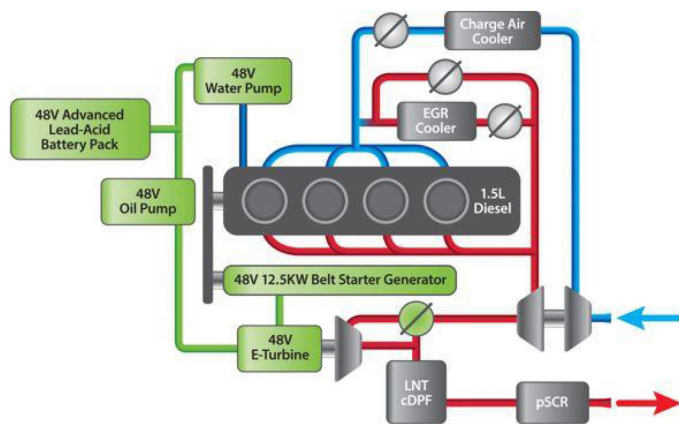 Charge Air
Cooler
48V
Water Pump
48V Advanced
Lead-Acid
Battery Pack
EGR
Cooler
48V
Oil Pump
1.5L
Diesel
48V 12.5KW Belt Starter Generator
48V
E-Turbine
LNT
cDPF
pSCR